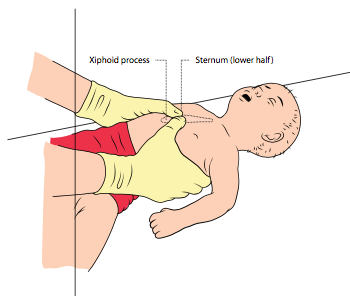 Xiphoid process
Sternum (lower half)